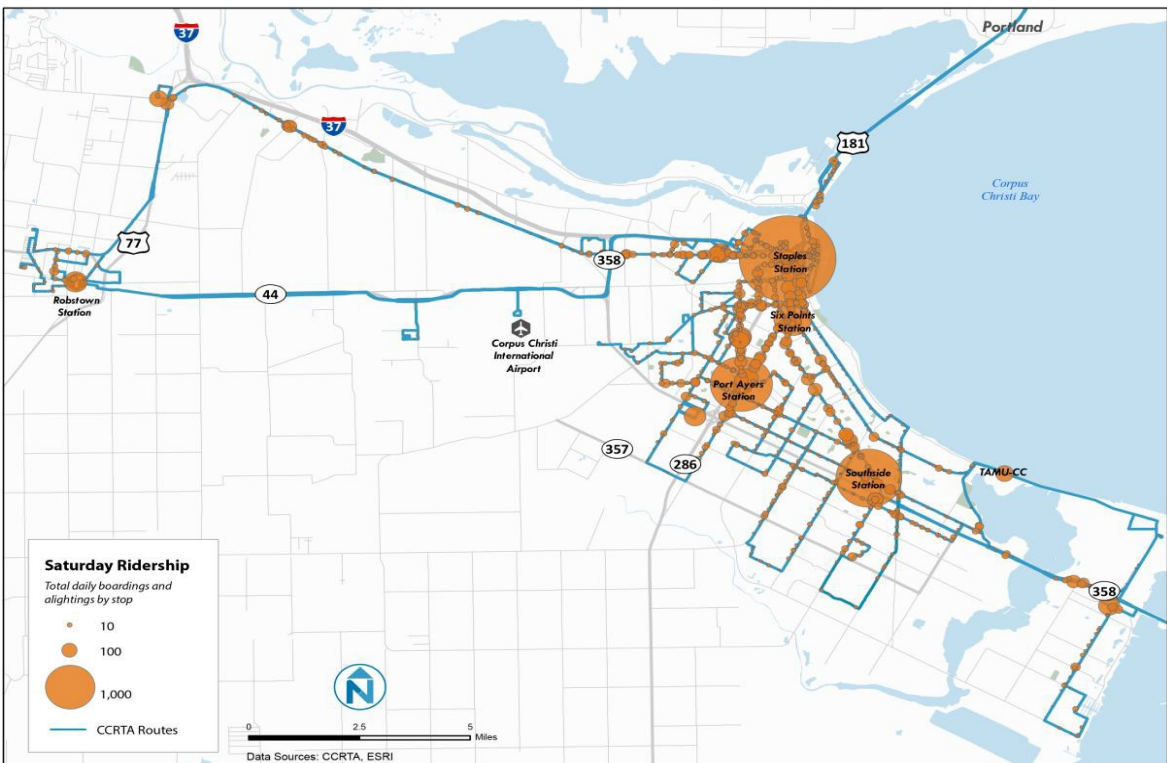 37
Portland
37
181
Corpus
Christi Bay
77
358
Staples
Station
44
Robstown
Station
Six Points
Station
Corpus Christi
International
Airport
Port Ayers
Station
357
286
Southside
Station
TAMU-CC
358
Saturday Ridership
Total daily boardings and
alightings by stop
10
100
1,000
CCRTA Routes
N
0 2.5 5
Miles
Data Sources: CCRTA, ESRI